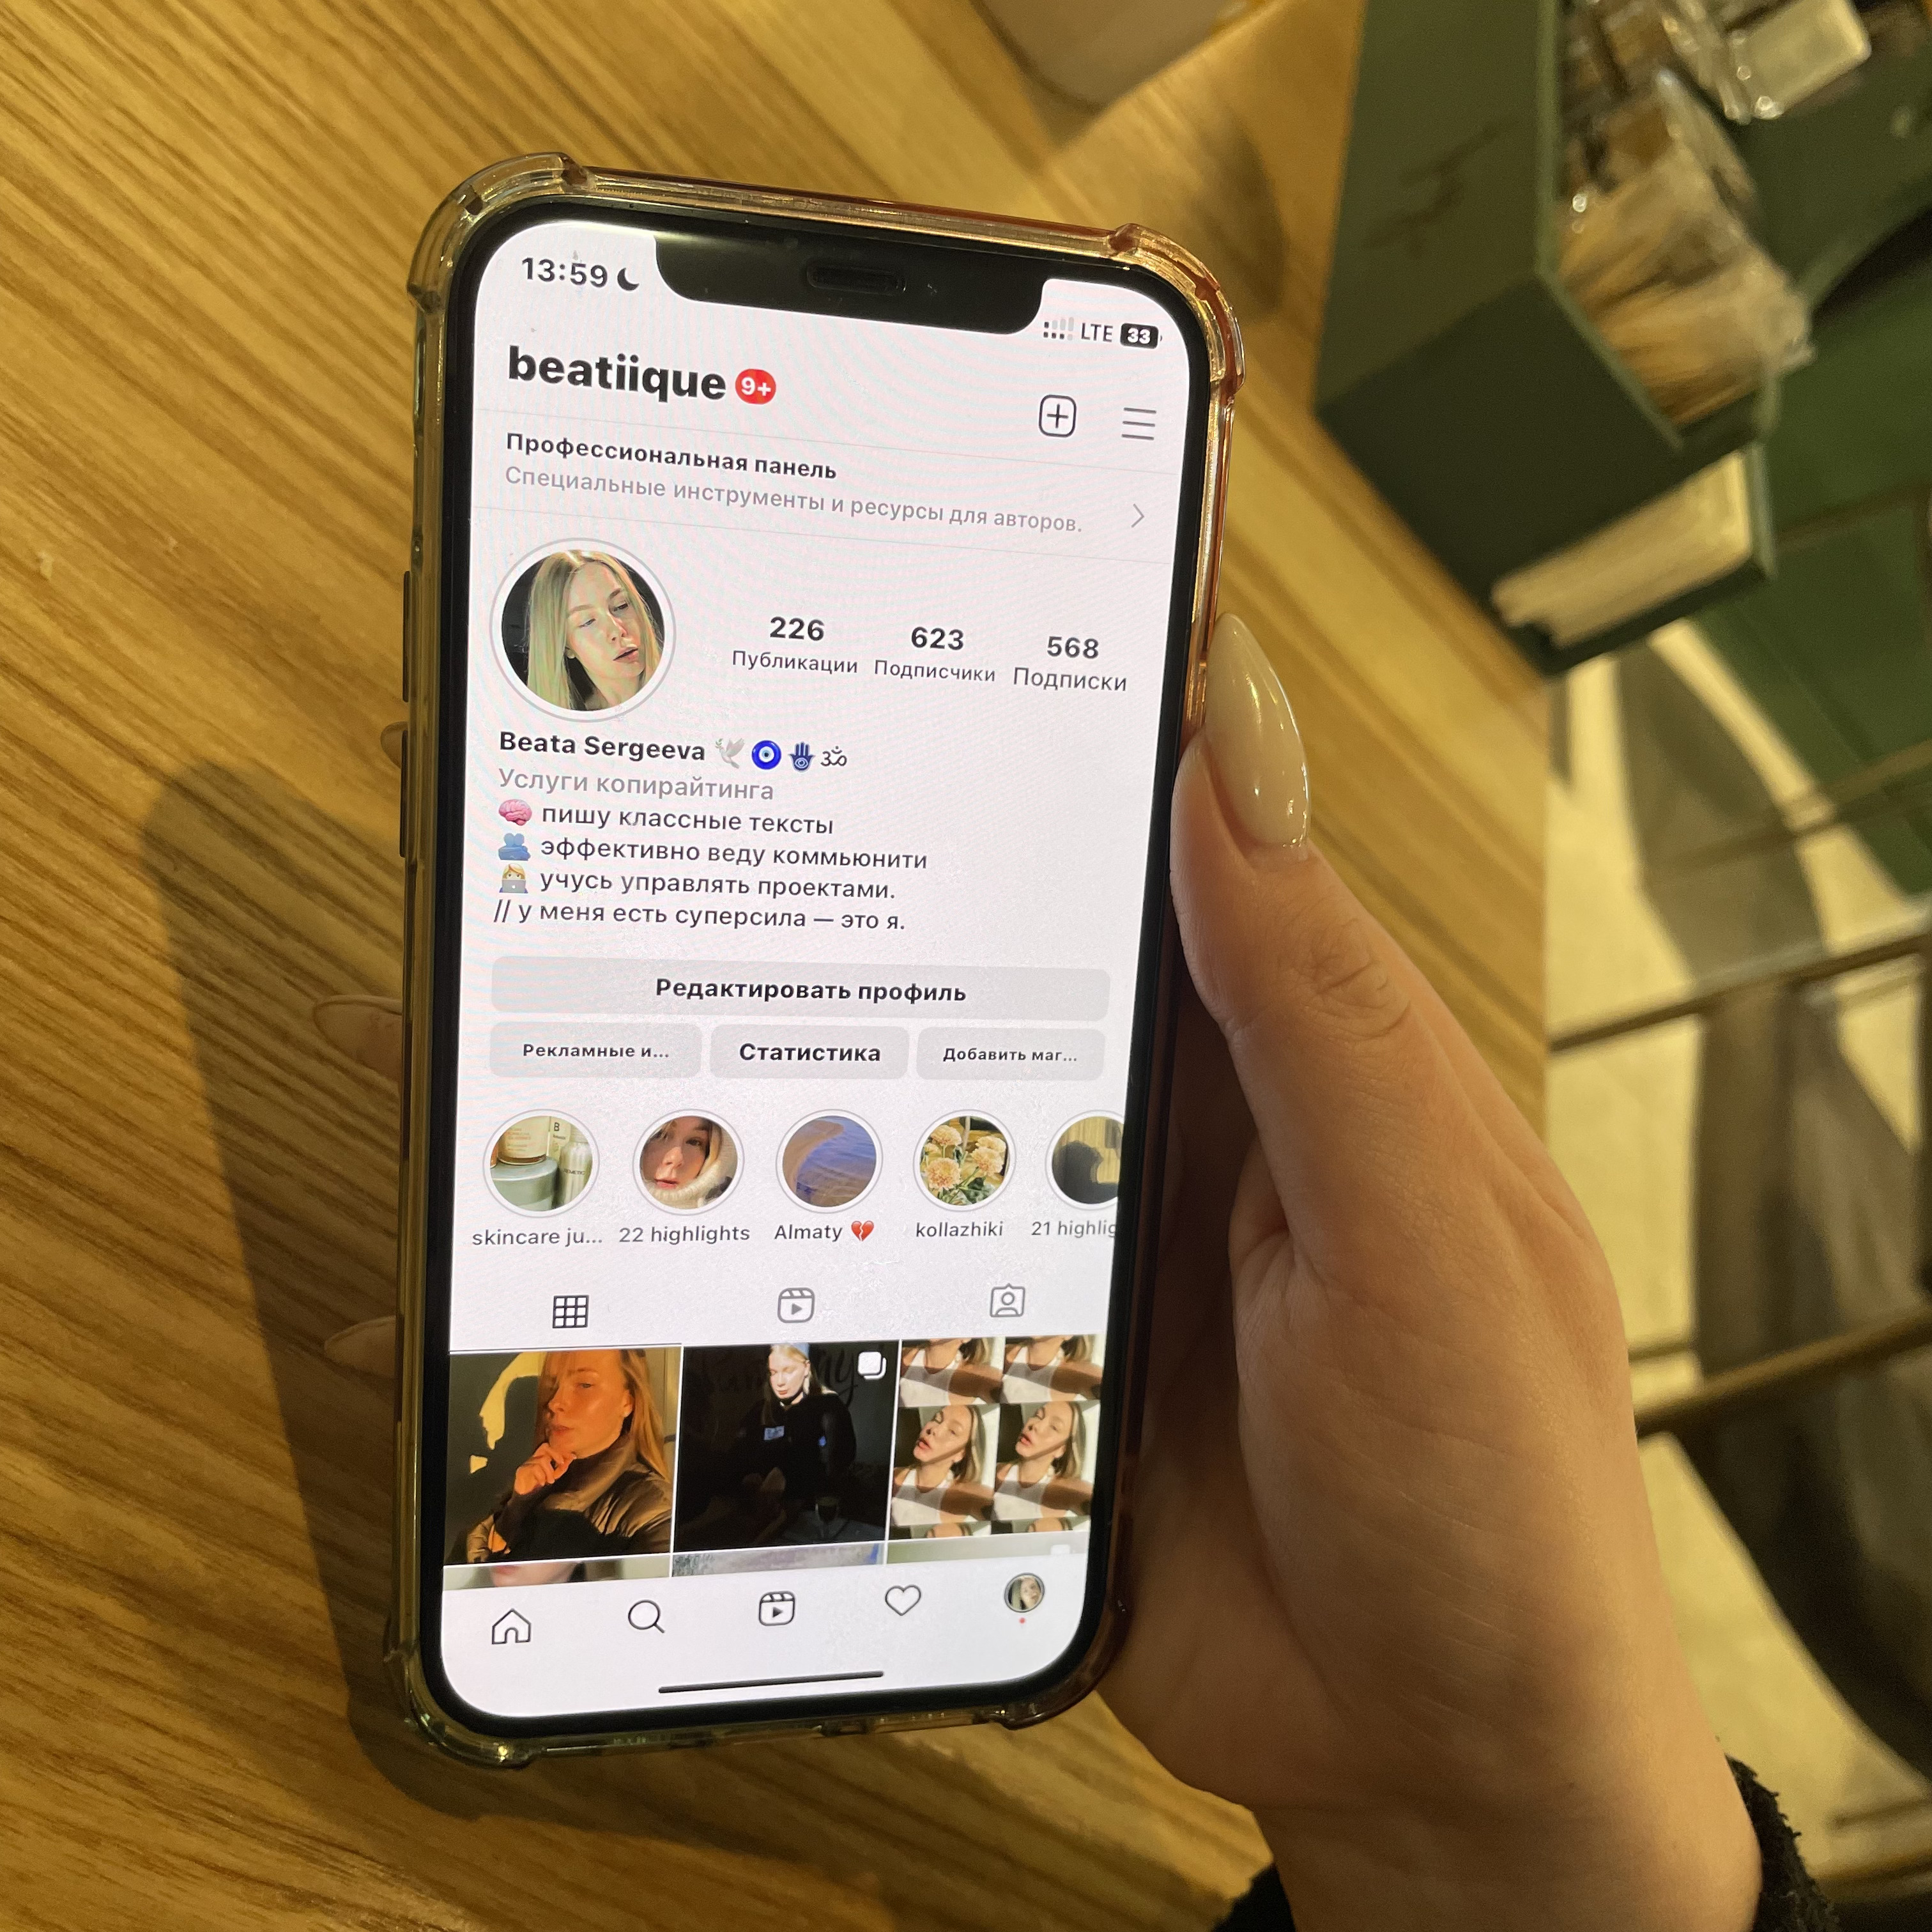 13:59
LTE 33
beatiique 9+
Профессиональная панель
Специальные инструменты и ресурсы для авторов.
226 623 568
Публикации Подписчики Подписки
Beata Sergeeva 🕊🧿🪬🕉
Услуги копирайтинга
🧠 пишу классные тексты
🫂 эффективно веду коммьюнити
👩🏼‍💻 учусь управлять проектами.
// у меня есть суперсила — это я.
Редактировать профиль
Рекламные и... Статистика Добавить маг...
skincare ju... 22 highlights Almaty 💔 kollazhiki 21 highlig